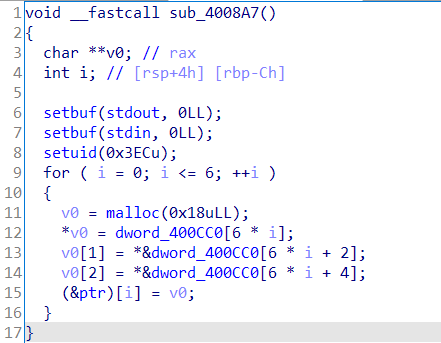 1 void __fastcall sub_4008A7()
2 {
3   char **v0; // rax
4   int i; // [rsp+4h] [rbp-Ch]
5
6   setbuf(stdout, 0LL);
7   setbuf(stdin, 0LL);
8   setuid(0x3ECu);
9   for ( i = 0; i <= 6; ++i )
10   {
11     v0 = malloc(0x18uLL);
12     *v0 = dword_400CC0[6 * i];
13     v0[1] = *&dword_400CC0[6 * i + 2];
14     v0[2] = *&dword_400CC0[6 * i + 4];
15     (&ptr)[i] = v0;
16   }
17 }